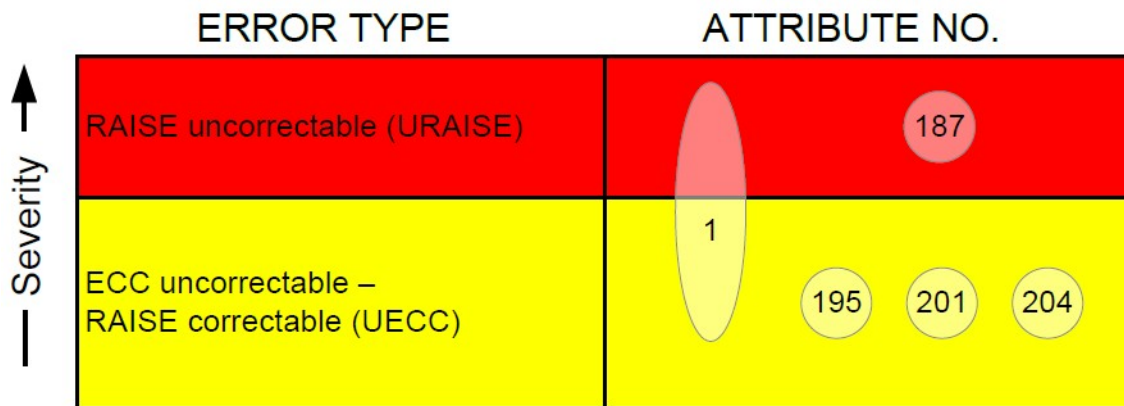 ERROR TYPE
ATTRIBUTE NO.
Severity
RAISE uncorrectable (URAISE)
187
1
ECC uncorrectable –
RAISE correctable (UECC)
195
201
204